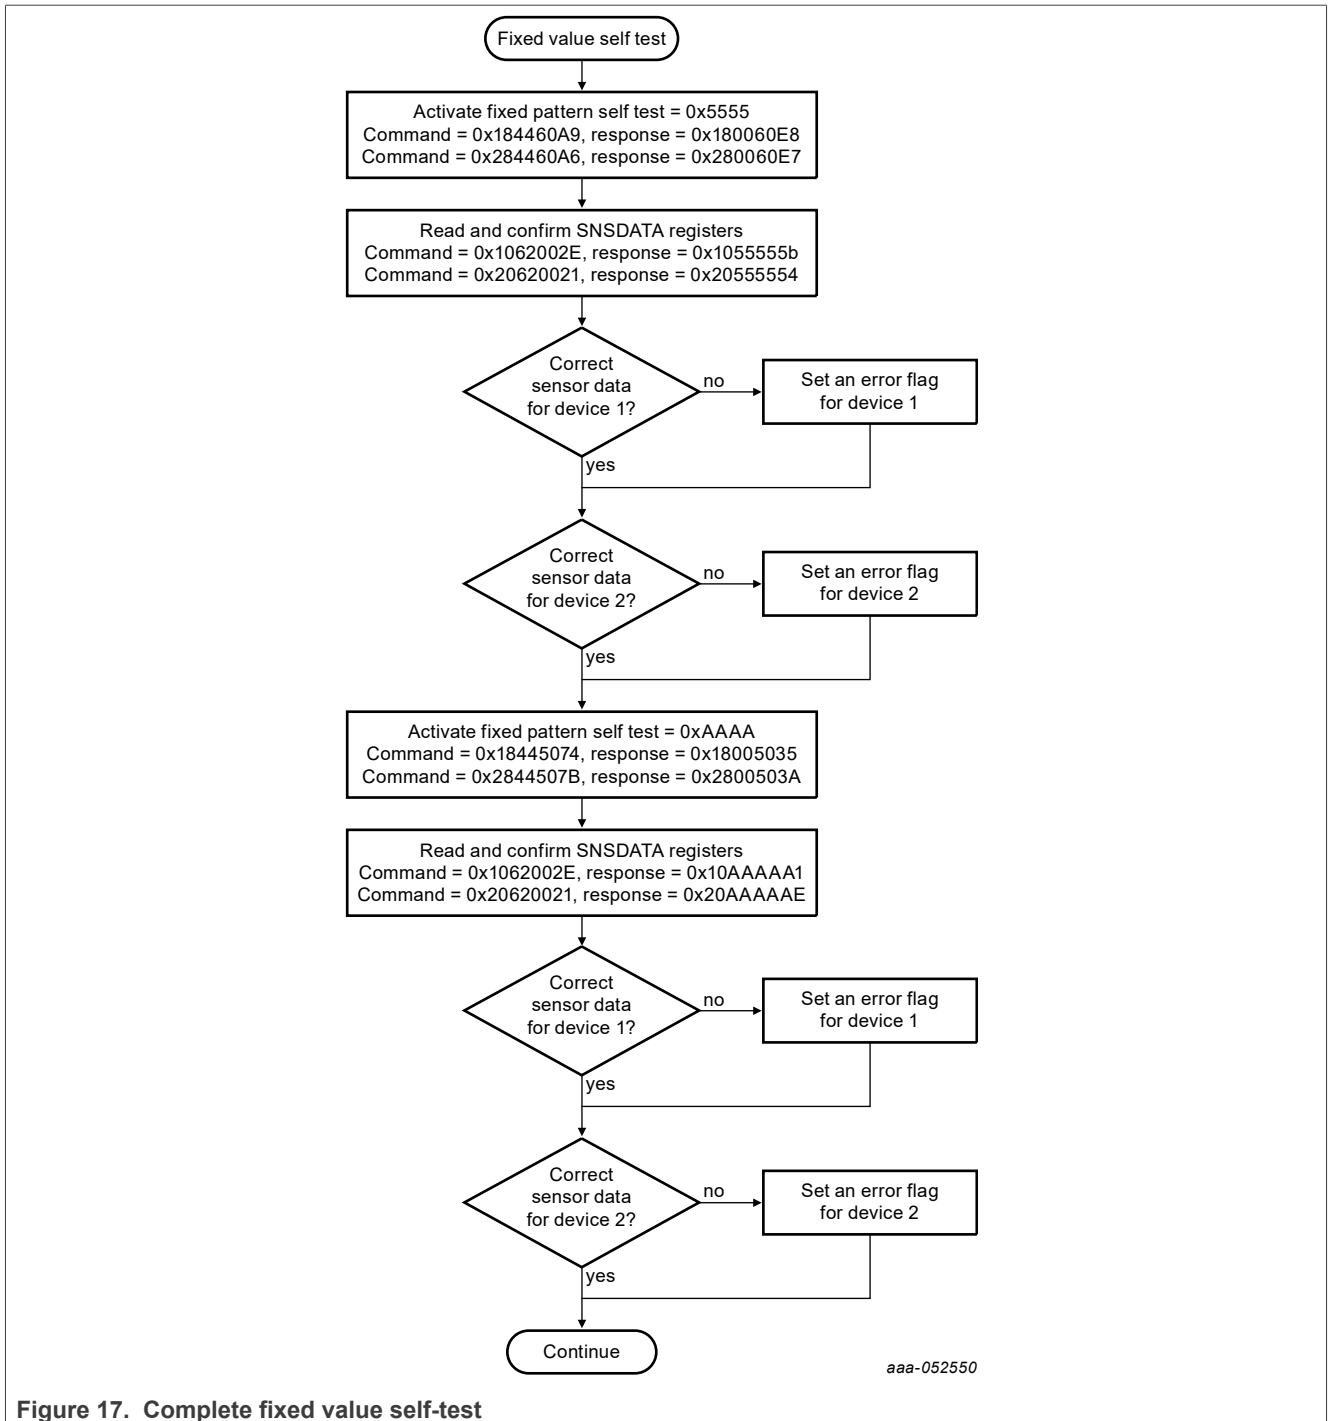 Fixed value self test
Activate fixed pattern self test = 0x5555
Command = 0x184460A9, response = 0x180060E8
Command = 0x284460A6, response = 0x280060E7
Read and confirm SNSDATA registers
Command = 0x1062002E, response = 0x1055555b
Command = 0x20620021, response = 0x20555554
Correct
sensor data
for device 1?
no
Set an error flag
for device 1
yes
Correct
sensor data
for device 2?
no
Set an error flag
for device 2
yes
Activate fixed pattern self test = 0xAAAA
Command = 0x18445074, response = 0x18005035
Command = 0x2844507B, response = 0x2800503A
Read and confirm SNSDATA registers
Command = 0x1062002E, response = 0x10AAAAA1
Command = 0x20620021, response = 0x20AAAAAE
Correct
sensor data
for device 1?
no
Set an error flag
for device 1
yes
Correct
sensor data
for device 2?
no
Set an error flag
for device 2
yes
Continue
aaa-052550
Figure 17. Complete fixed value self-test